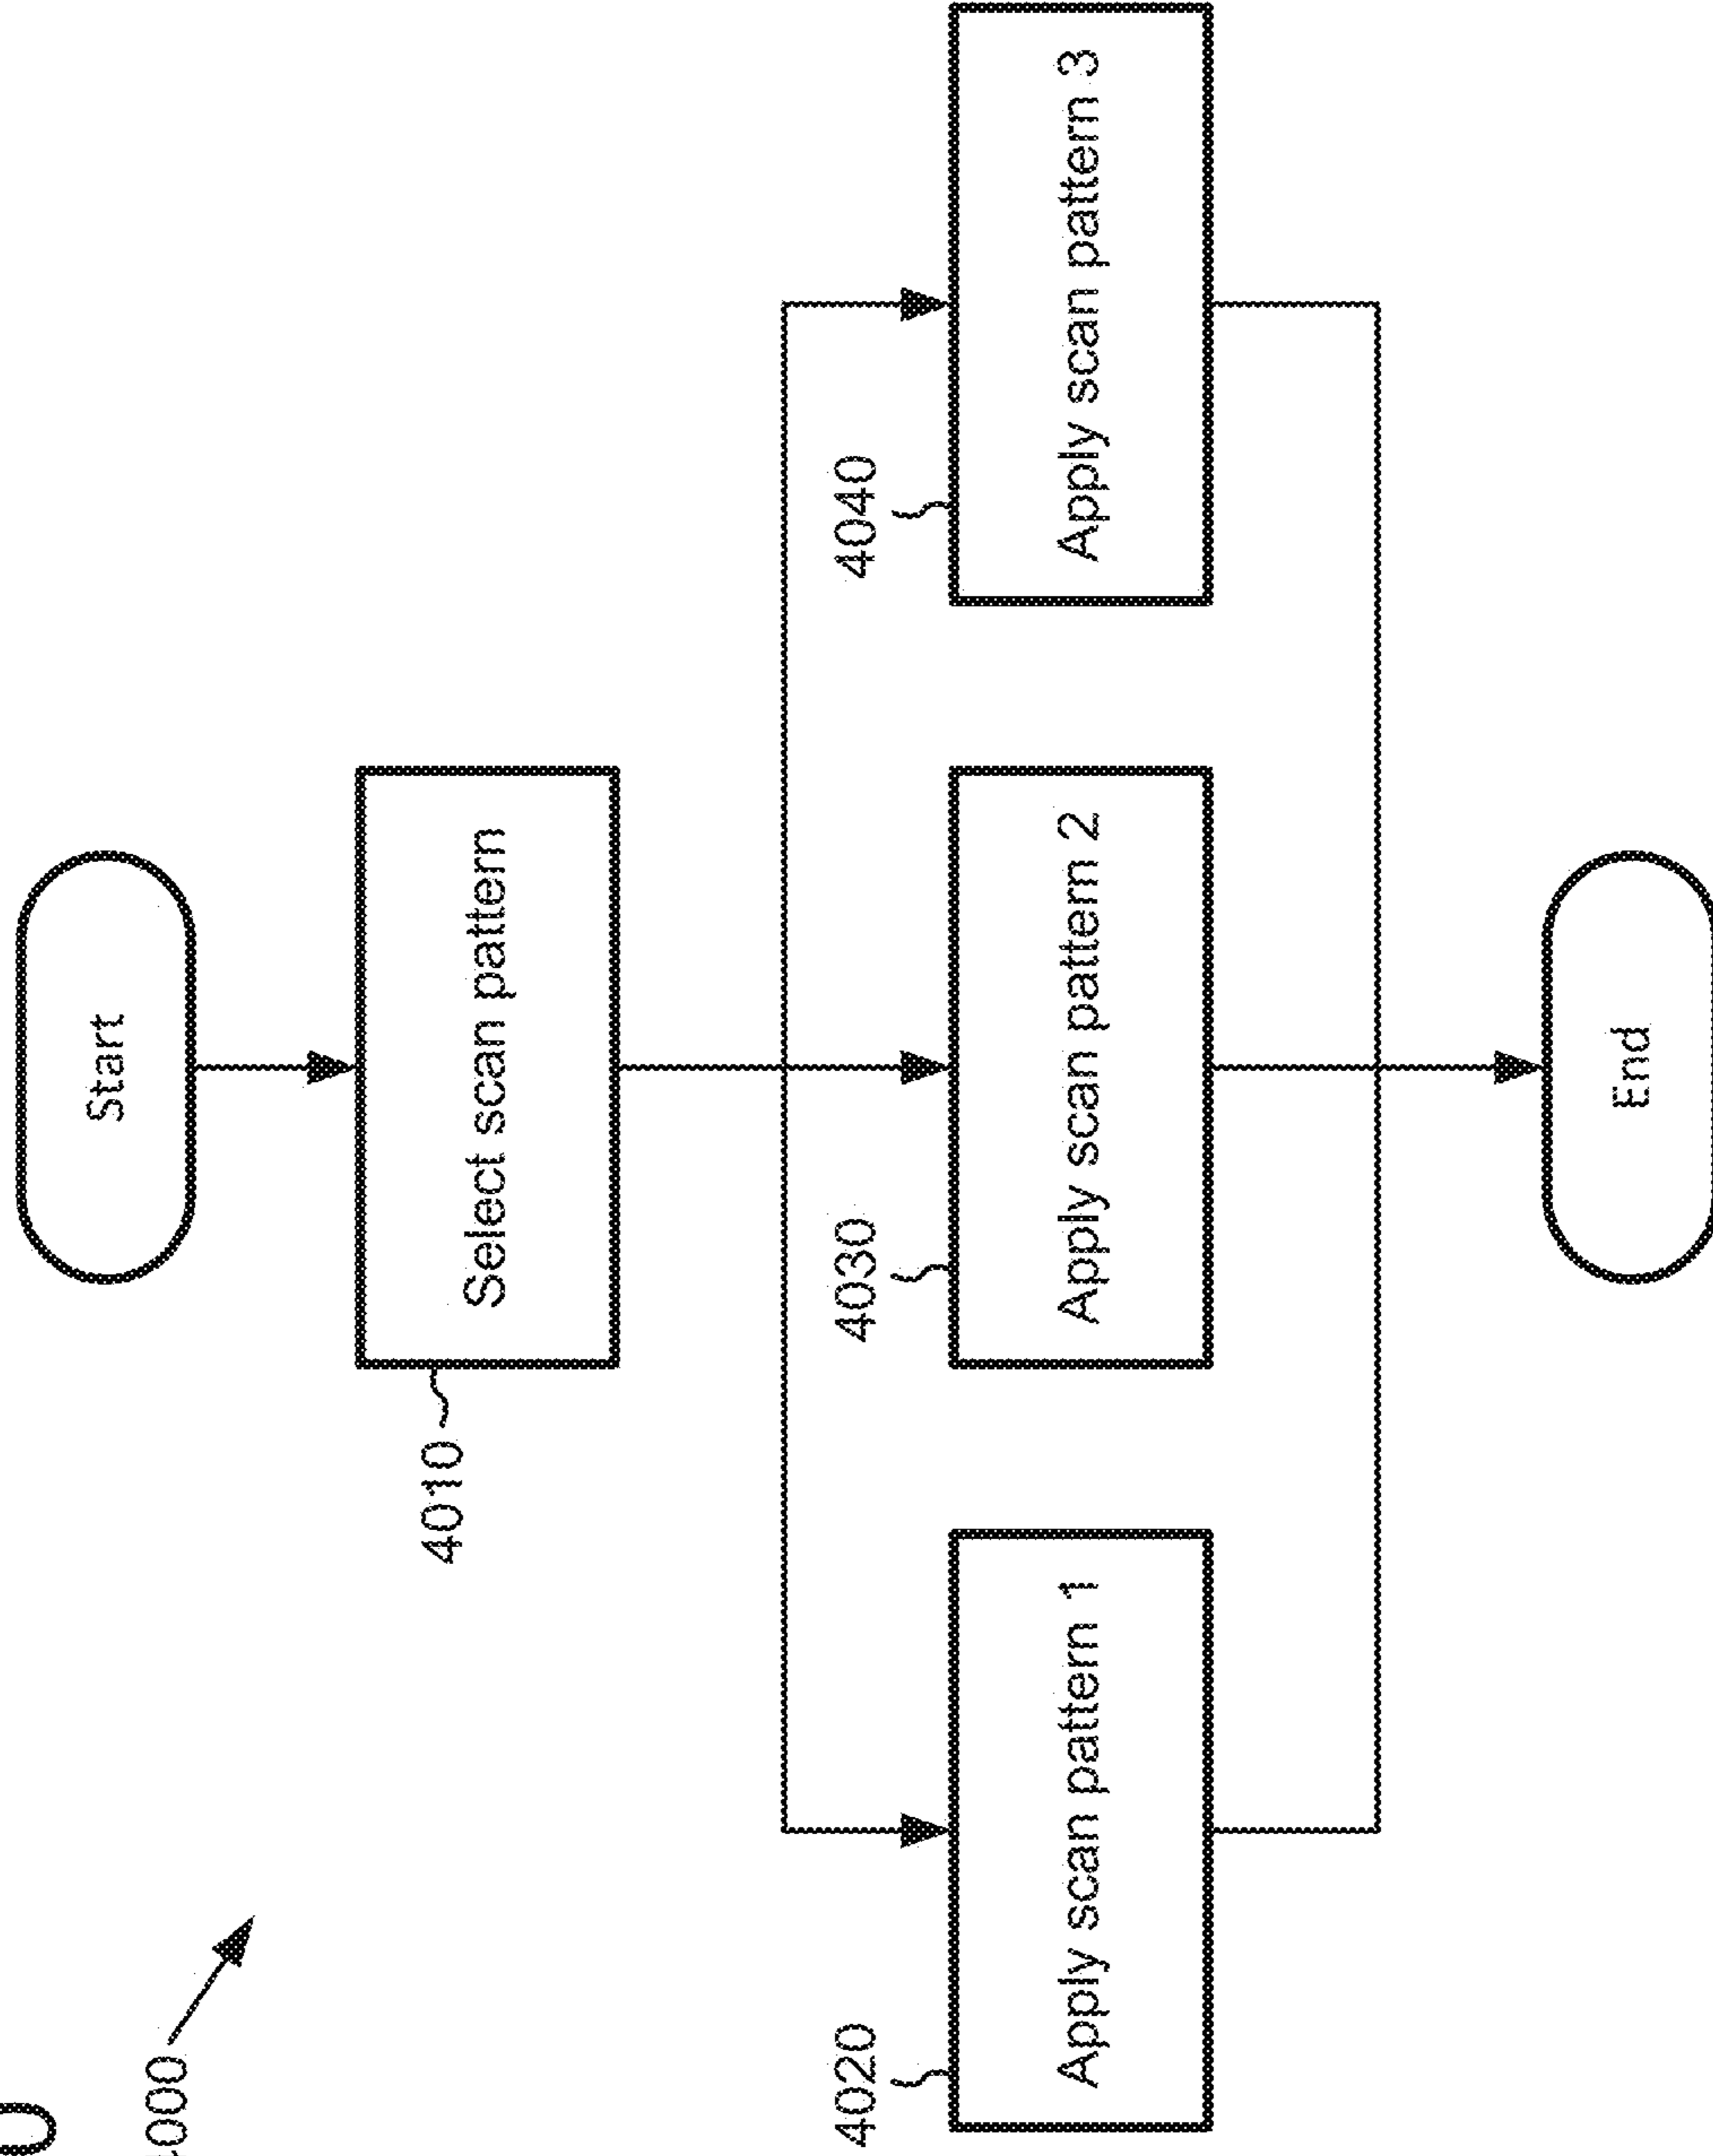 000
Start
4010
Select scan pattern
4020
4030
4040
Apply scan pattern 1
Apply scan pattern 2
Apply scan pattern 3
End